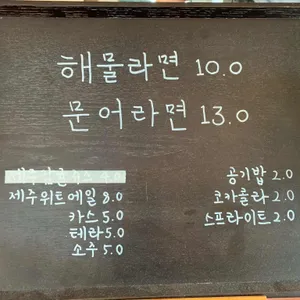 해물라면 10.0
문어라면 13.0
제주위트에일 8.0
카스 5.0
테라 5.0
소주 5.0
공기밥 2.0
코카콜라 2.0
스프라이트 2.0